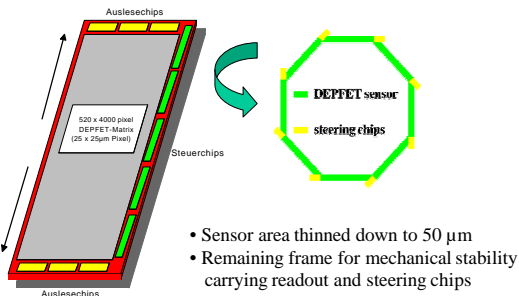 Auslesechips
520 x 4000 pixel
DEPFET-Matrix
(25 x 25µm Pixel)
Steuerchips
Auslesechips
DEPFET sensor
steering chips
• Sensor area thinned down to 50 µm
• Remaining frame for mechanical stability
carrying readout and steering chips